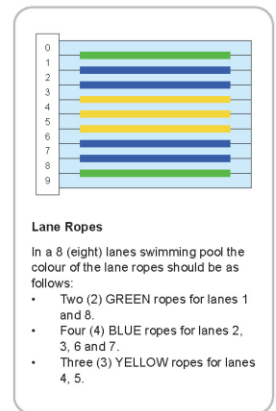 0
1
2
3
4
5
6
7
8
9
Lane Ropes
In a 8 (eight) lanes swimming pool the
colour of the lane ropes should be as
follows:
• Two (2) GREEN ropes for lanes 1
and 8.
• Four (4) BLUE ropes for lanes 2,
3, 6 and 7.
• Three (3) YELLOW ropes for lanes
4, 5.